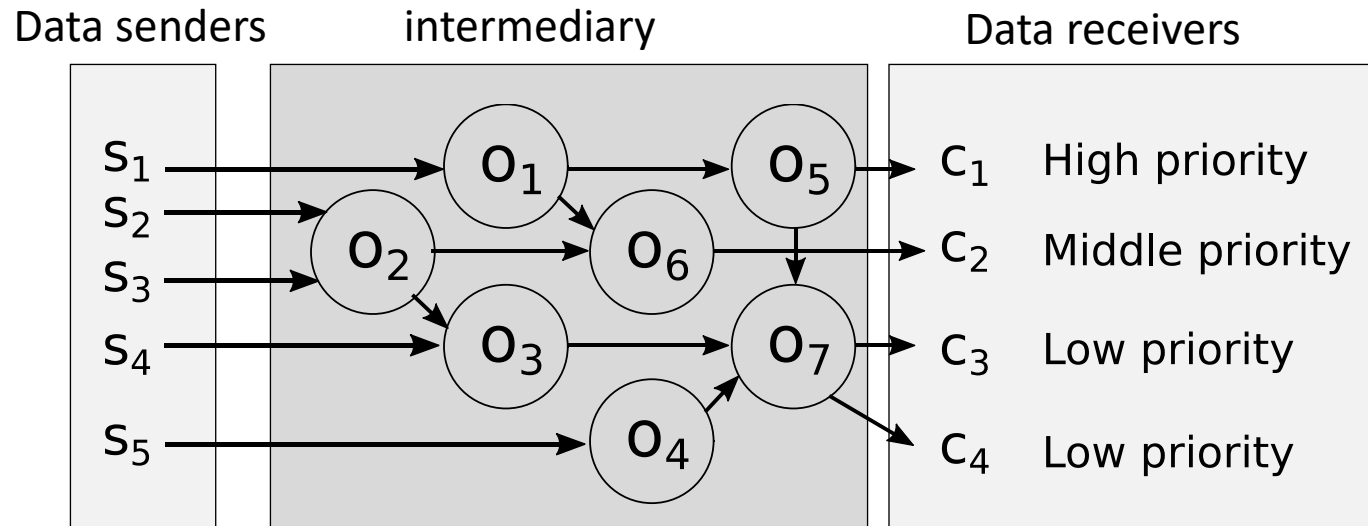 Data senders
intermediary
Data receivers
s₁
s₂
s₃
s₄
s₅
o₁
o₅
o₂
o₆
o₃
o₇
o₄
c₁ High priority
c₂ Middle priority
c₃ Low priority
c₄ Low priority